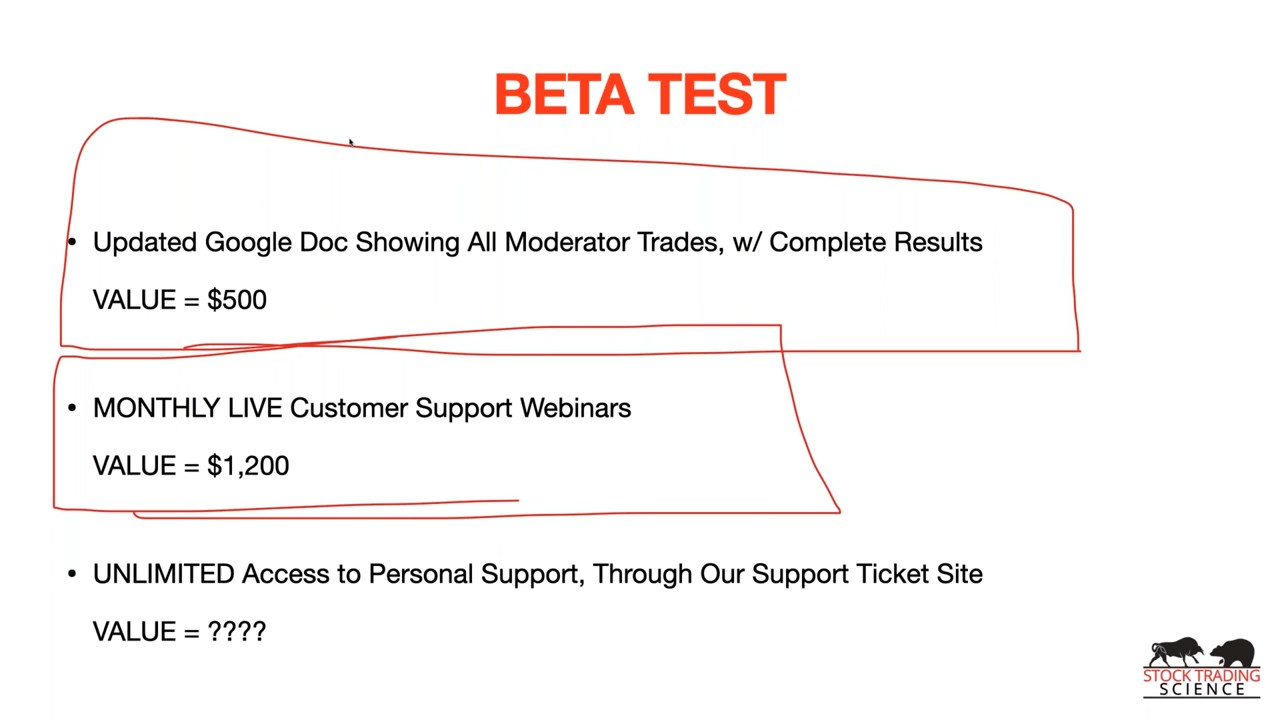 BETA TEST
• Updated Google Doc Showing All Moderator Trades, w/ Complete Results
VALUE = $500
• MONTHLY LIVE Customer Support Webinars
VALUE = $1,200
• UNLIMITED Access to Personal Support, Through Our Support Ticket Site
VALUE = ????
STOCK TRADING
SCIENCE